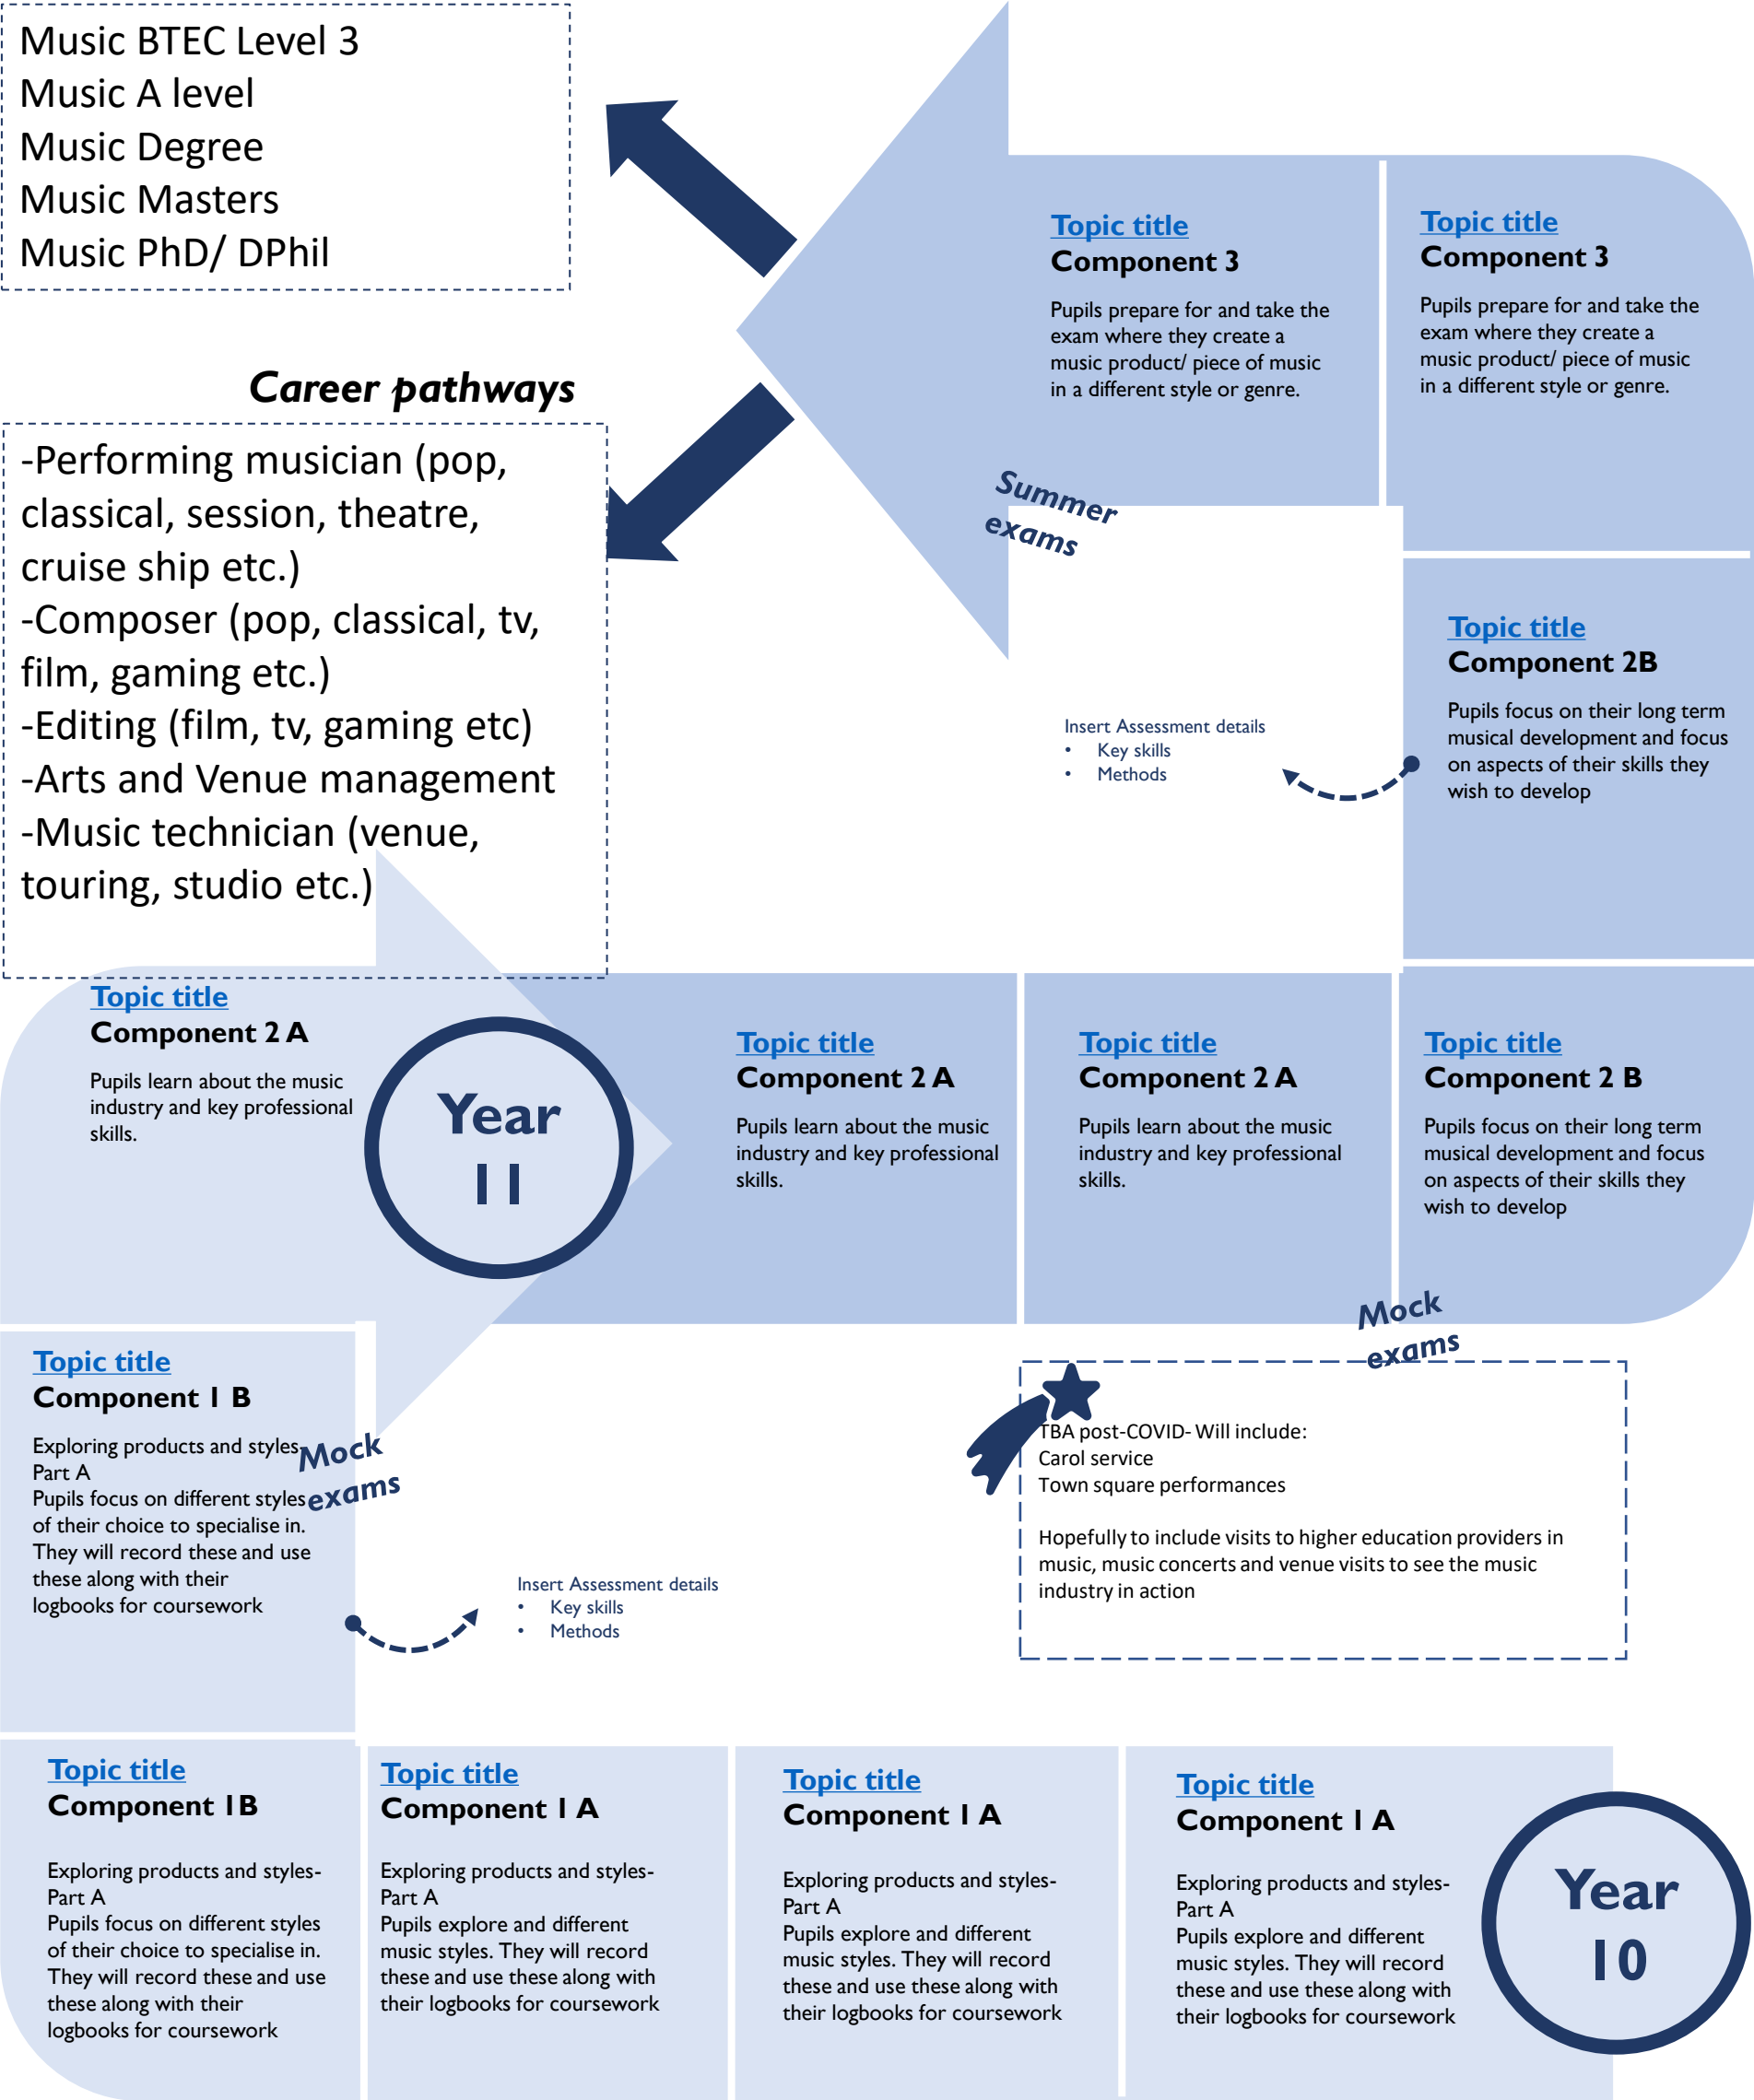 Music BTEC Level 3
Music A level
Music Degree
Music Masters
Music PhD/ DPhil
Topic title
Component 3
Pupils prepare for and take the
exam where they create a
music product/ piece of music
in a different style or genre.
Topic title
Component 3
Pupils prepare for and take the
exam where they create a
music product/ piece of music
in a different style or genre.
Career pathways
-Performing musician (pop,
classical, session, theatre,
cruise ship etc.)
-Composer (pop, classical, tv,
film, gaming etc.)
-Editing (film, tv, gaming etc)
-Arts and Venue management
-Music technician (venue,
touring, studio etc.)
Summer
exams
Topic title
Component 2B
Pupils focus on their long term
musical development and focus
on aspects of their skills they
wish to develop
Insert Assessment details
• Key skills
• Methods
Topic title
Component 2 A
Pupils learn about the music
industry and key professional
skills.
Year
11
Topic title
Component 2 A
Pupils learn about the music
industry and key professional
skills.
Topic title
Component 2 A
Pupils learn about the music
industry and key professional
skills.
Topic title
Component 2 B
Pupils focus on their long term
musical development and focus
on aspects of their skills they
wish to develop
Mock
exams
Topic title
Component 1 B
Exploring products and styles-
Part A
Pupils focus on different styles
of their choice to specialise in.
They will record these and use
these along with their
logbooks for coursework
Mock
exams
Insert Assessment details
• Key skills
• Methods
TBA post-COVID- Will include:
Carol service
Town square performances
Hopefully to include visits to higher education providers in
music, music concerts and venue visits to see the music
industry in action
Topic title
Component 1B
Exploring products and styles-
Part A
Pupils focus on different styles
of their choice to specialise in.
They will record these and use
these along with their
logbooks for coursework
Topic title
Component 1 A
Exploring products and styles-
Part A
Pupils explore and different
music styles. They will record
these and use these along with
their logbooks for coursework
Topic title
Component 1 A
Exploring products and styles-
Part A
Pupils explore and different
music styles. They will record
these and use these along with
their logbooks for coursework
Topic title
Component 1 A
Exploring products and styles-
Part A
Pupils explore and different
music styles. They will record
these and use these along with
their logbooks for coursework
Year
10